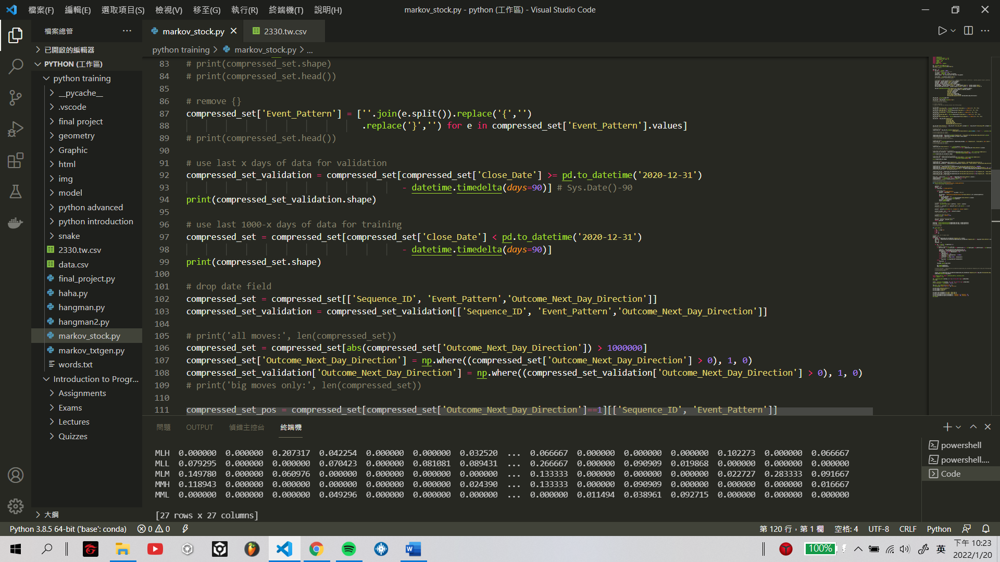 檔案(F) 編輯(E) 選取項目(S) 檢視(V) 移至(G) 執行(R) 終端機(T) 說明(H)
markov_stock.py - python (工作區) - Visual Studio Code
檔案總管
已開啟的編輯器
PYTHON (工作區)
python training
__pycache__
.vscode
final project
geometry
Graphic
html
img
model
python advanced
python introduction
snake
2330.tw.csv
data.csv
final_project.py
haha.py
hangman.py
hangman2.py
markov_stock.py
markov_txtgen.py
words.txt
Introduction to Progr...
Assignments
Exams
Lectures
Quizzes
大綱
markov_stock.py
2330.tw.csv
python training > markov_stock.py > ...
83 # print(compressed_set.shape)
84 # print(compressed_set.head())
85
86 # remove {}
87 compressed_set['Event_Pattern'] = [''.join(e.split()).replace('{','')
88 .replace('}','') for e in compressed_set['Event_Pattern'].values]
89 # print(compressed_set.head())
90
91 # use last x days of data for validation
92 compressed_set_validation = compressed_set[compressed_set['Close_Date'] >= pd.to_datetime('2020-12-31')
93 - datetime.timedelta(days=90)] # Sys.Date()-90
94 print(compressed_set_validation.shape)
95
96 # use last 1000-x days of data for training
97 compressed_set = compressed_set[compressed_set['Close_Date'] < pd.to_datetime('2020-12-31')
98 - datetime.timedelta(days=90)]
99 print(compressed_set.shape)
100
101 # drop date field
102 compressed_set = compressed_set[['Sequence_ID', 'Event_Pattern','Outcome_Next_Day_Direction']]
103 compressed_set_validation = compressed_set_validation[['Sequence_ID', 'Event_Pattern','Outcome_Next_Day_Direction']]
104
105 # print('all moves:', len(compressed_set))
106 compressed_set = compressed_set[abs(compressed_set['Outcome_Next_Day_Direction']) > 1000000]
107 compressed_set['Outcome_Next_Day_Direction'] = np.where((compressed_set['Outcome_Next_Day_Direction'] > 0), 1, 0)
108 compressed_set_validation['Outcome_Next_Day_Direction'] = np.where((compressed_set_validation['Outcome_Next_Day_Direction'] > 0), 1, 0)
109 # print('big moves only:', len(compressed_set))
110
111 compressed_set_pos = compressed_set[compressed_set['Outcome_Next_Day_Direction']==1][['Sequence_ID', 'Event_Pattern']]
問題 OUTPUT 偵錯主控台 終端機
MLH 0.000000 0.000000 0.207317 0.042254 0.000000 0.000000 0.032520 ... 0.066667 0.000000 0.000000 0.000000 0.102273 0.000000 0.066667
MLL 0.079295 0.000000 0.000000 0.070423 0.000000 0.081081 0.089431 ... 0.266667 0.000000 0.090909 0.019868 0.000000 0.000000 0.000000
MLM 0.149780 0.000000 0.060976 0.000000 0.000000 0.000000 0.000000 ... 0.133333 0.000000 0.000000 0.000000 0.022727 0.283333 0.091667
MMH 0.118943 0.000000 0.000000 0.000000 0.000000 0.000000 0.024390 ... 0.133333 0.000000 0.090909 0.000000 0.000000 0.000000 0.016667
MML 0.000000 0.000000 0.000000 0.049296 0.000000 0.000000 0.000000 ... 0.000000 0.011494 0.038961 0.092715 0.000000 0.000000 0.000000
[27 rows x 27 columns]
powershell
powershell....
Code
Python 3.8.5 64-bit ('base': conda) 0 0
第 120 行，第 1 欄 空格: 4 UTF-8 CRLF Python
100%
英
下午 10:23
2022/1/20